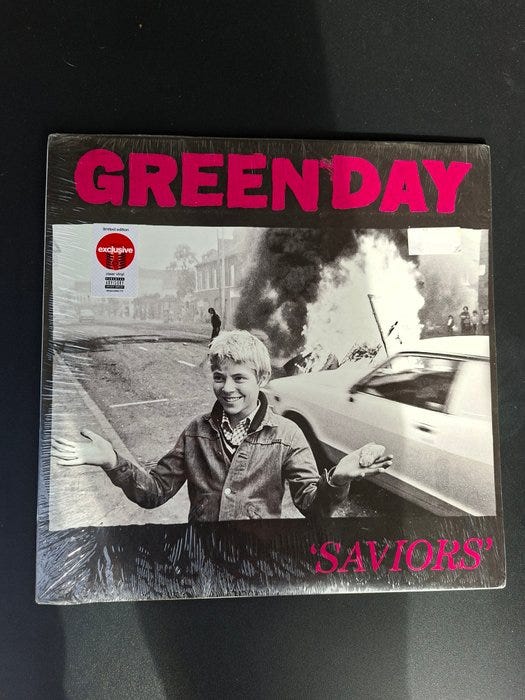 GREEN DAY
limited edition
exclusive
clear vinyl
PARENTAL
ADVISORY
EXPLICIT CONTENT
'SAVIORS'